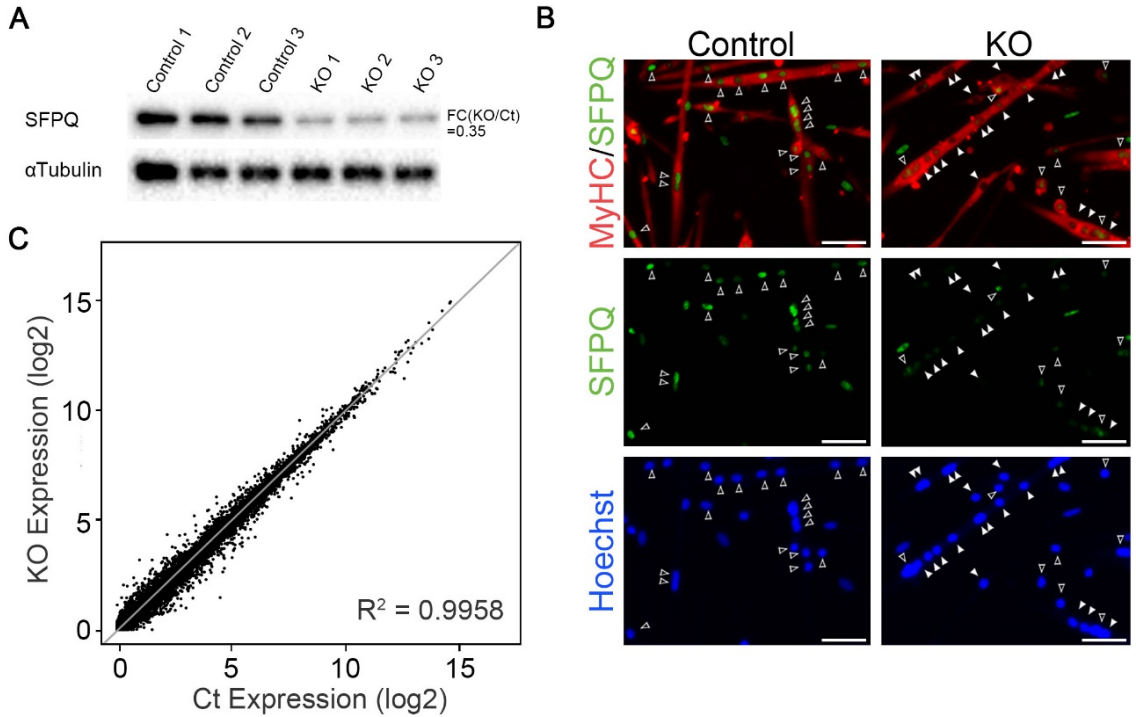 A
Control 1
Control 2
Control 3
KO 1
KO 2
KO 3
SFPQ
FC(KO/Ct)
=0.35
αTubulin
B
Control
KO
MyHC/SFPQ
SFPQ
Hoechst
C
KO Expression (log2)
15
10
5
0
R² = 0.9958
0
5
10
15
Ct Expression (log2)